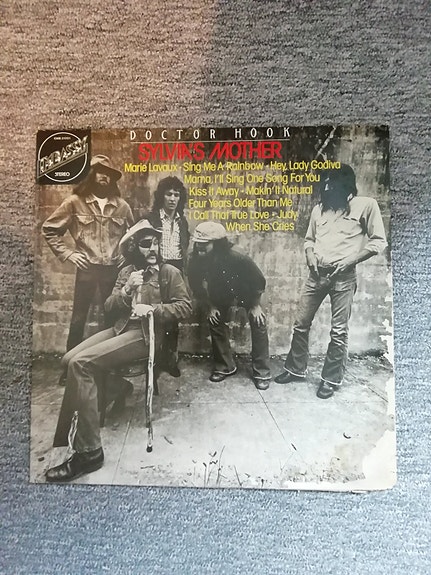 DOCTOR HOOK
EMBASSY
STEREO
SYLVIA'S MOTHER
Marie Lavaux • Sing Me A Rainbow • Hey, Lady Godiva
Mama, I'll Sing One Song For You
Kiss It Away • Makin' It Natural
Four Years Older Than Me
I Call That True Love • Judy
When She Cries